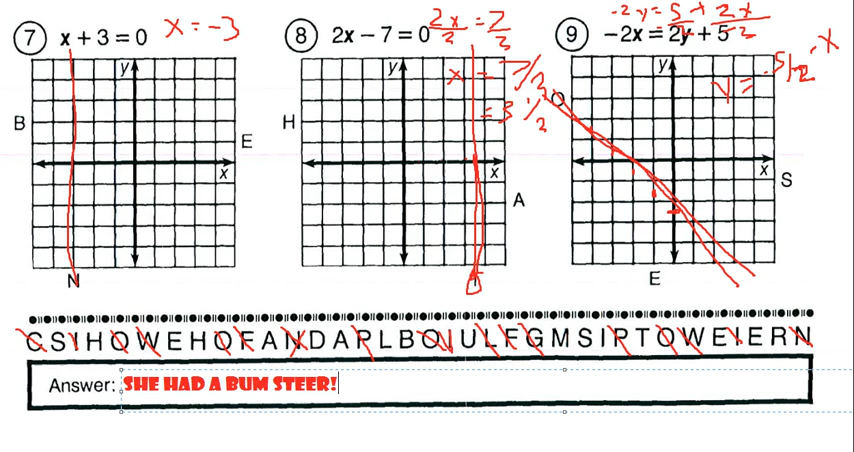 -2y = 5 + 2x
7 x + 3 = 0 x = -3
8 2x − 7 = 0 2x/2 = 7/2
9 −2x = 2y + 5
x = 7/2
= 3 1/2
y = -5/2 - x
y
y
y
O
B
H
E
x
x
x
S
A
N
T
E
CSIHOWEHOFANDAPLBOIULFGMSIPTOWEIERN
Answer: SHE HAD A BUM STEER!